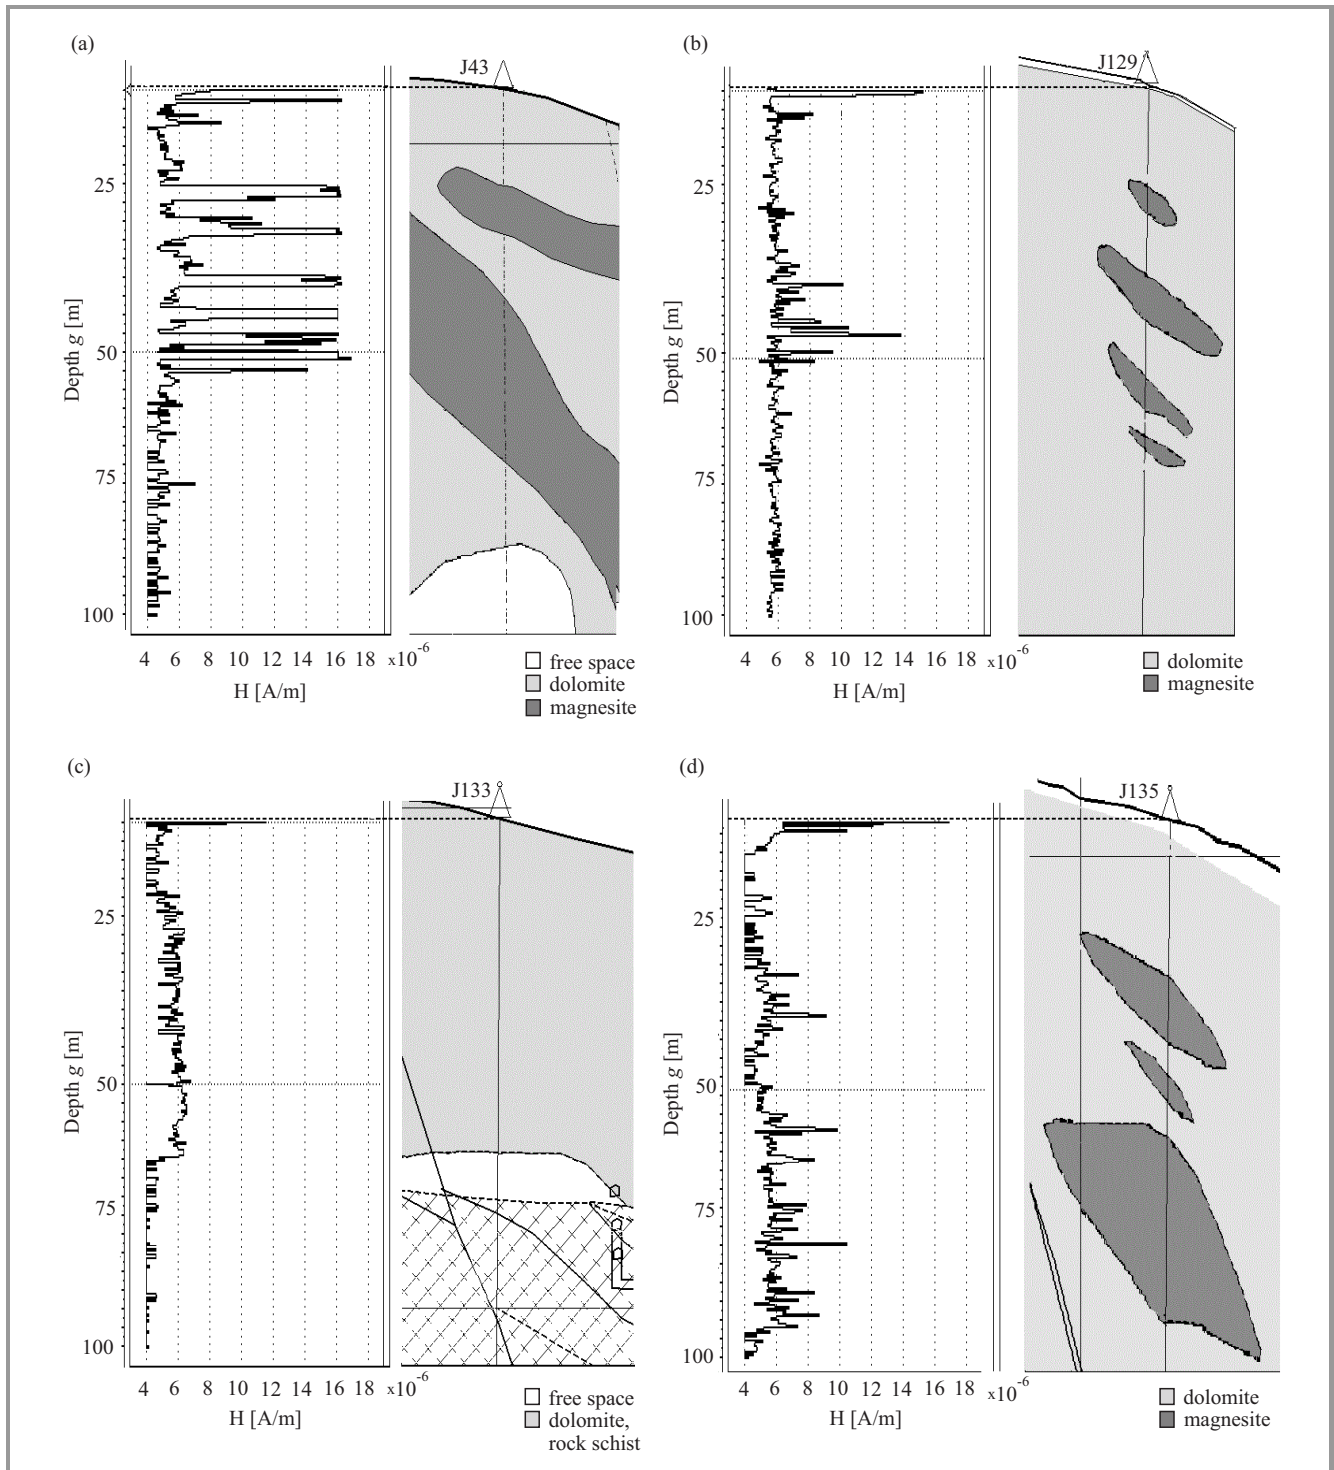 (a)
J43
Depth g [m]
25
50
75
100
4 6 8 10 12 14 16 18 x10-6
H [A/m]
free space
dolomite
magnesite
(b)
J129
Depth g [m]
25
50
75
100
4 6 8 10 12 14 16 18 x10-6
H [A/m]
dolomite
magnesite
(c)
J133
Depth g [m]
25
50
75
100
4 6 8 10 12 14 16 18 x10-6
H [A/m]
free space
dolomite,
rock schist
(d)
J135
Depth g [m]
25
50
75
100
4 6 8 10 12 14 16 18 x10-6
H [A/m]
dolomite
magnesite